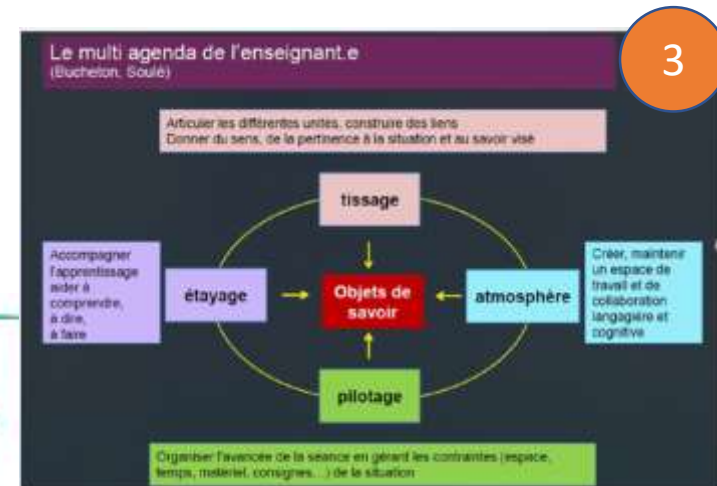 Le multi agenda de l'enseignant.e
(Bucheton, Soulé)
3
Articuler les différentes unités, construire des liens
Donner du sens, de la pertinence à la situation et au savoir visé
tissage
Accompagner
l'apprentissage
aider à
comprendre,
à dire,
à faire
étayage
Objets de
savoir
atmosphère
Créer, maintenir
un espace de
travail et de
collaboration
langagière et
cognitive
pilotage
Organiser l'avancée de la séance en gérant les contraintes (espace,
temps, matériel, consignes...) de la situation